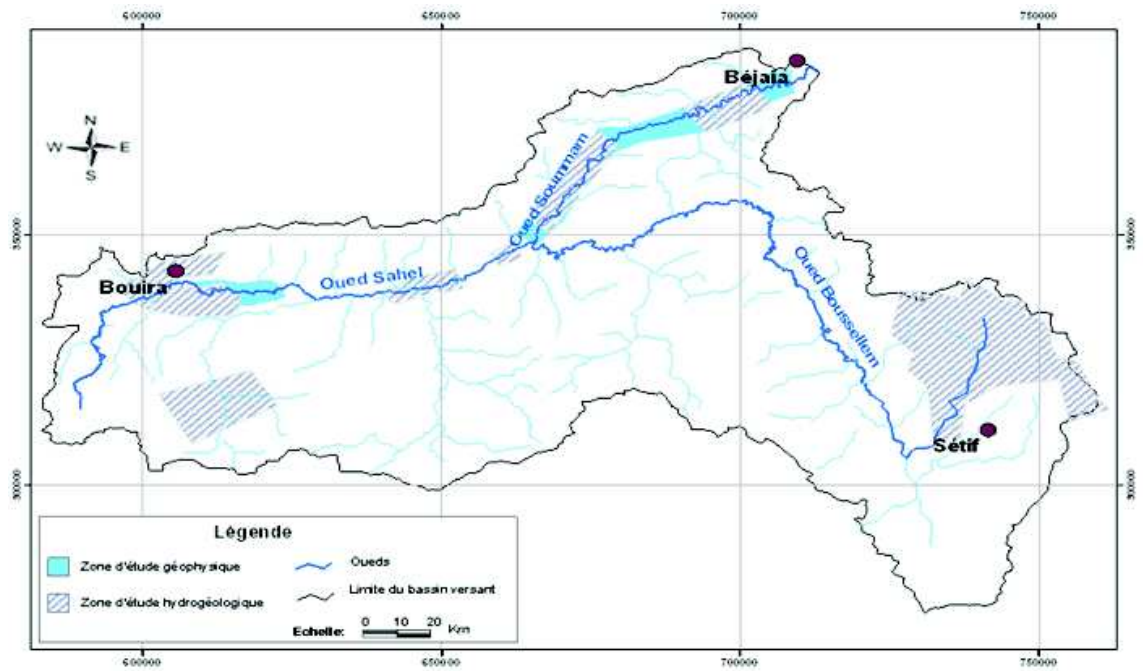 600000 650000 700000 750000
Béjaïa
N
W E
S
Oued Soummam
350000 350000
Oued Sahel
Bouira
Oued Boussellem
Sétif
300000 300000
Légende
Zone d'étude géophysique
Oueds
Zone d'étude hydrogéologique
Limite du bassin versant
Echelle: 0 10 20 Km
600000 650000 700000 750000